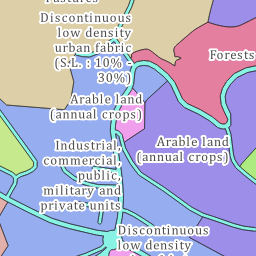 Pastures
Discontinuous
low density
urban fabric
(S.L. : 10% -
30%)
Forests
Arable land
(annual crops)
Arable land
(annual crops)
Industrial,
commercial,
public,
military and
private units
Discontinuous
low density